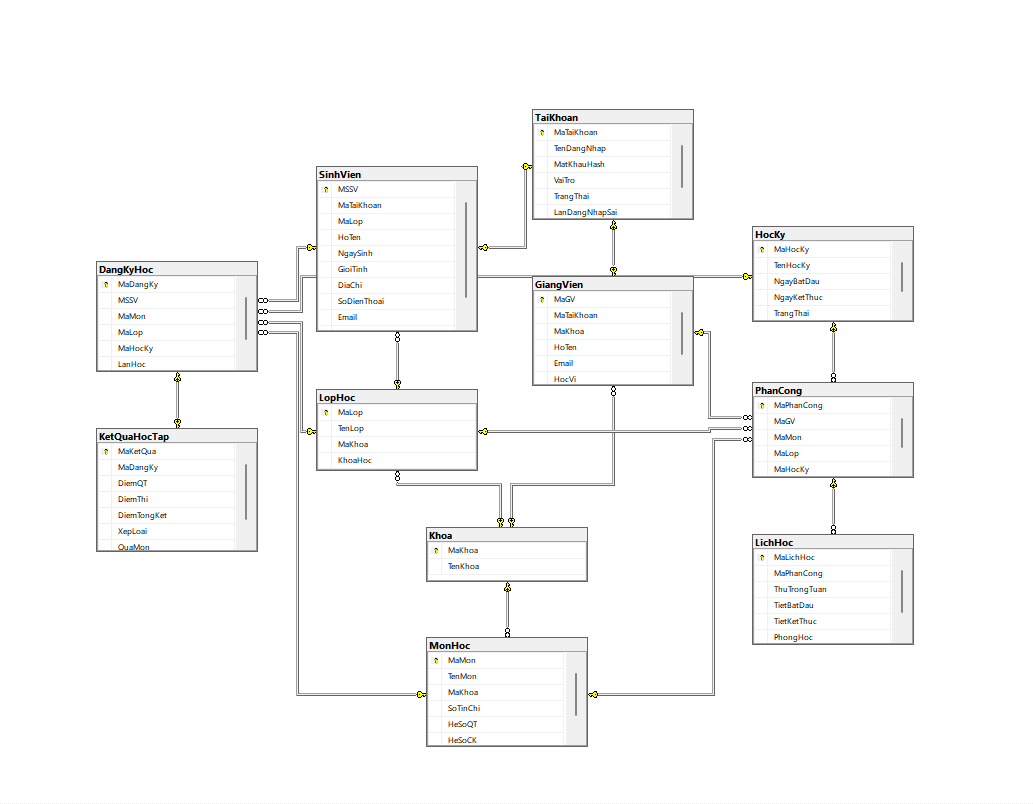 TaiKhoan
MaTaiKhoan
TenDangNhap
MatKhauHash
VaiTro
TrangThai
LanDangNhapSai
SinhVien
MSSV
MaTaiKhoan
MaLop
HoTen
NgaySinh
GioiTinh
DiaChi
SoDienThoai
Email
HocKy
MaHocKy
TenHocKy
NgayBatDau
NgayKetThuc
TrangThai
DangKyHoc
MaDangKy
MSSV
MaMon
MaLop
MaHocKy
LanHoc
GiangVien
MaGV
MaTaiKhoan
MaKhoa
HoTen
Email
HocVi
LopHoc
MaLop
TenLop
MaKhoa
KhoaHoc
PhanCong
MaPhanCong
MaGV
MaMon
MaLop
MaHocKy
KetQuaHocTap
MaKetQua
MaDangKy
DiemQT
DiemThi
DiemTongKet
XepLoai
QuaMon
Khoa
MaKhoa
TenKhoa
LichHoc
MaLichHoc
MaPhanCong
ThuTrongTuan
TietBatDau
TietKetThuc
PhongHoc
MonHoc
MaMon
TenMon
MaKhoa
SoTinChi
HeSoQT
HeSoCK